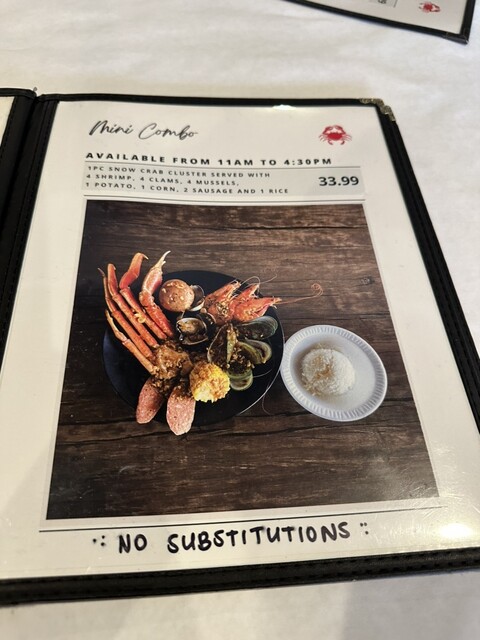 Mini Combo
AVAILABLE FROM 11AM TO 4:30PM
1PC SNOW CRAB CLUSTER SERVED WITH
4 SHRIMP, 4 CLAMS, 4 MUSSELS,
1 POTATO, 1 CORN, 2 SAUSAGE AND 1 RICE
33.99
NO SUBSTITUTIONS